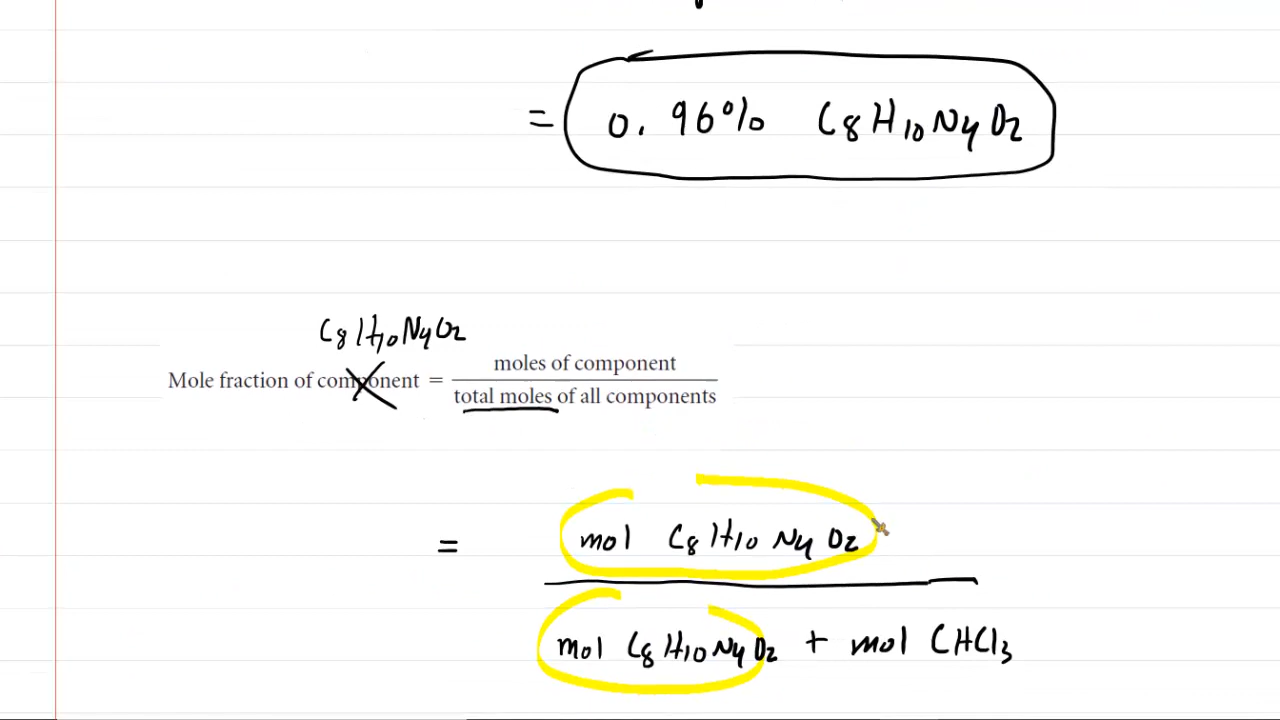 = 0.96% C8H10N4O2
C8H10N4O2
Mole fraction of component = moles of component
total moles of all components
= mol C8H10N4O2
mol C8H10N4O2 + mol CHCl3